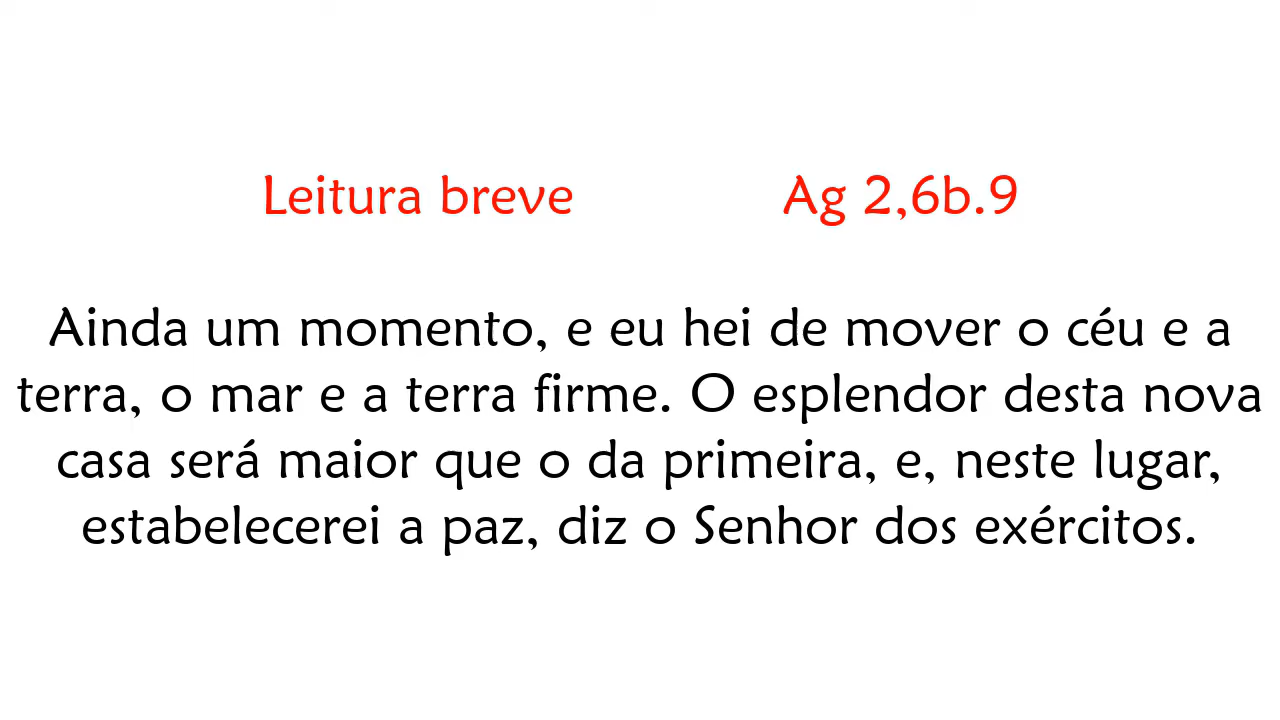 Leitura breve Ag 2,6b.9
Ainda um momento, e eu hei de mover o céu e a
terra, o mar e a terra firme. O esplendor desta nova
casa será maior que o da primeira, e, neste lugar,
estabelecerei a paz, diz o Senhor dos exércitos.